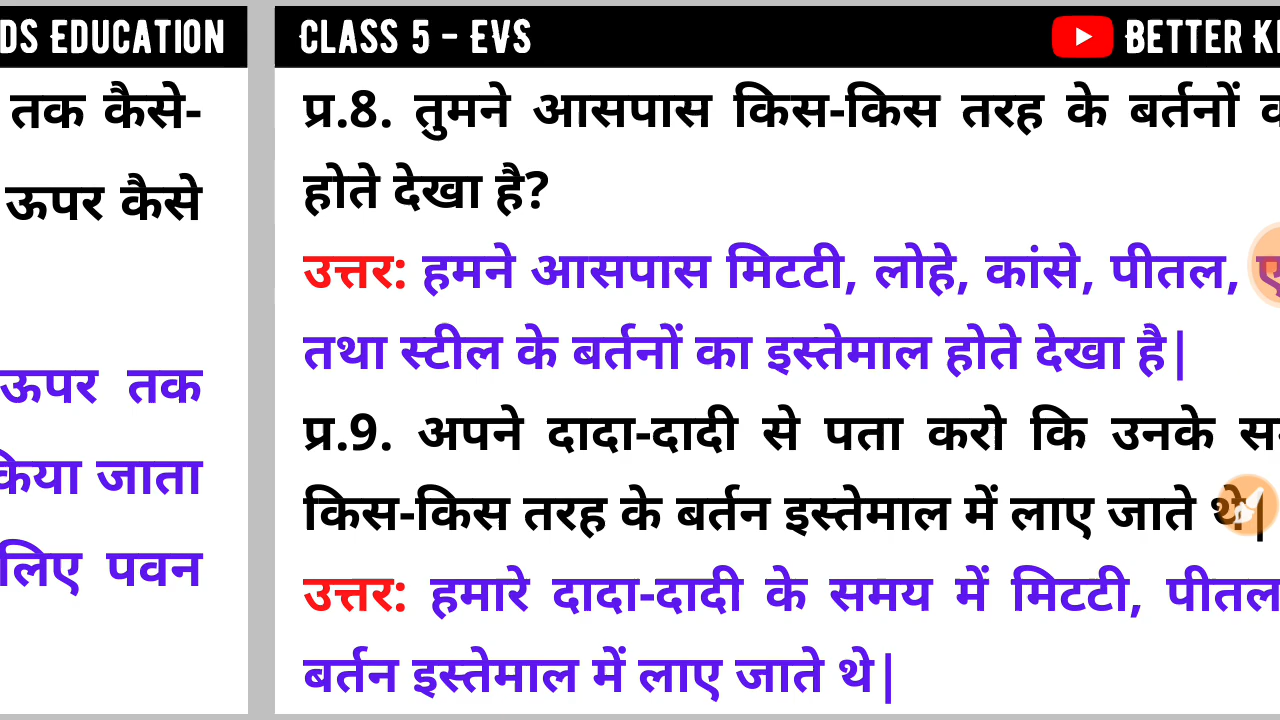 DS EDUCATION
तक कैसे-
ऊपर कैसे
ऊपर तक
किया जाता
लिए पवन
CLASS 5 - EVS
BETTER
प्र.8. तुमने आसपास किस-किस तरह के बर्तनों
होते देखा है?
उत्तर: हमने आसपास मिटटी, लोहे, कांसे, पीतल,
तथा स्टील के बर्तनों का इस्तेमाल होते देखा है|
प्र.9. अपने दादा-दादी से पता करो कि उनके
किस-किस तरह के बर्तन इस्तेमाल में लाए जाते थे|
उत्तर: हमारे दादा-दादी के समय में मिटटी, पीतल
बर्तन इस्तेमाल में लाए जाते थे|